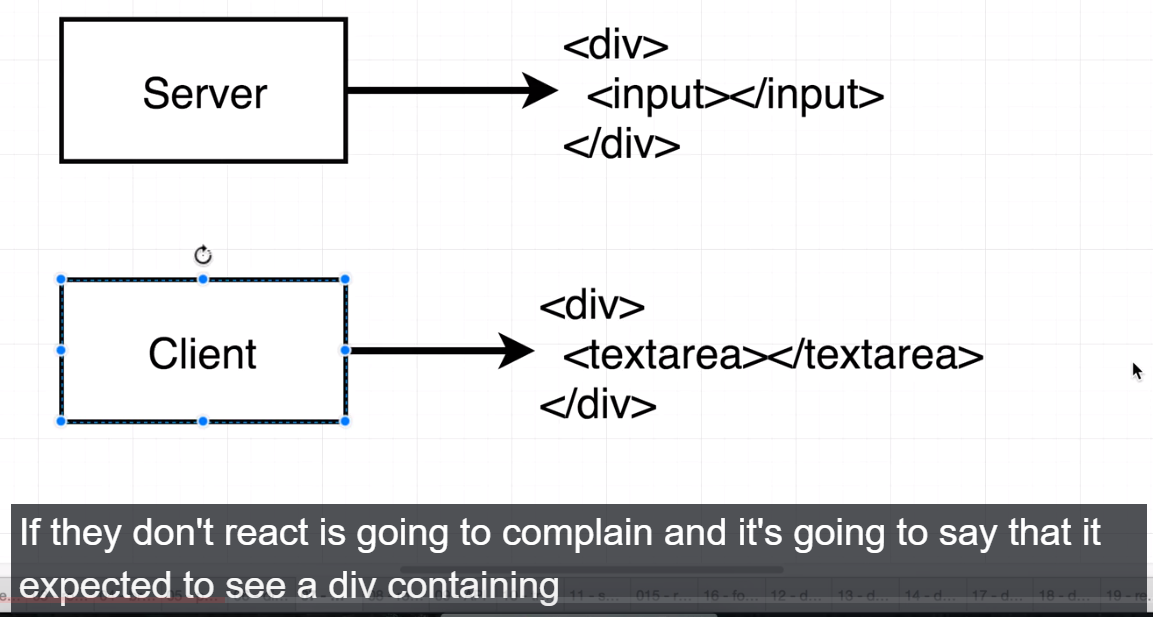 Server
<div>
<input></input>
</div>
Client
<div>
<textarea></textarea>
</div>
If they don't react is going to complain and it's going to say that it
expected to see a div containing
11 - s... 015 - r... 16 - fo... 12 - d... 13 - d... 14 - d... 17 - d... 18 - d... 19 - re.